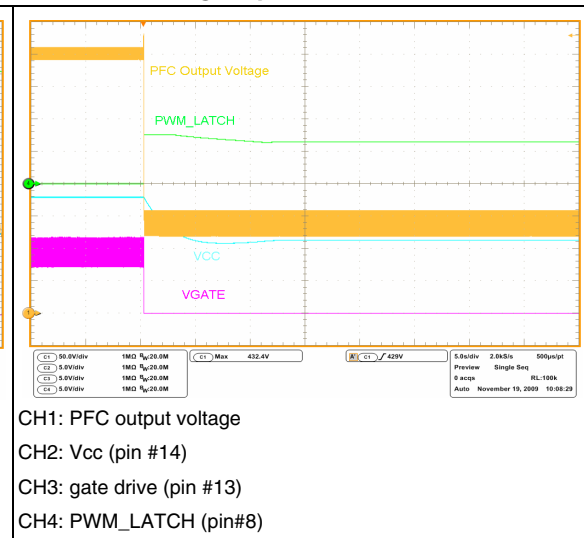 PFC Output Voltage
PWM_LATCH
VCC
VGATE
C1 50.0V/div 1MΩ BW:20.0M
C2 5.0V/div 1MΩ BW:20.0M
C3 5.0V/div 1MΩ BW:20.0M
C4 5.0V/div 1MΩ BW:20.0M
C1 Max 432.4V
A' C1 429V
5.0s/div 2.0kS/s 500µs/pt
Preview Single Seq
0 acqs RL:100k
Auto November 19, 2009 10:08:29
CH1: PFC output voltage
CH2: Vcc (pin #14)
CH3: gate drive (pin #13)
CH4: PWM_LATCH (pin#8)